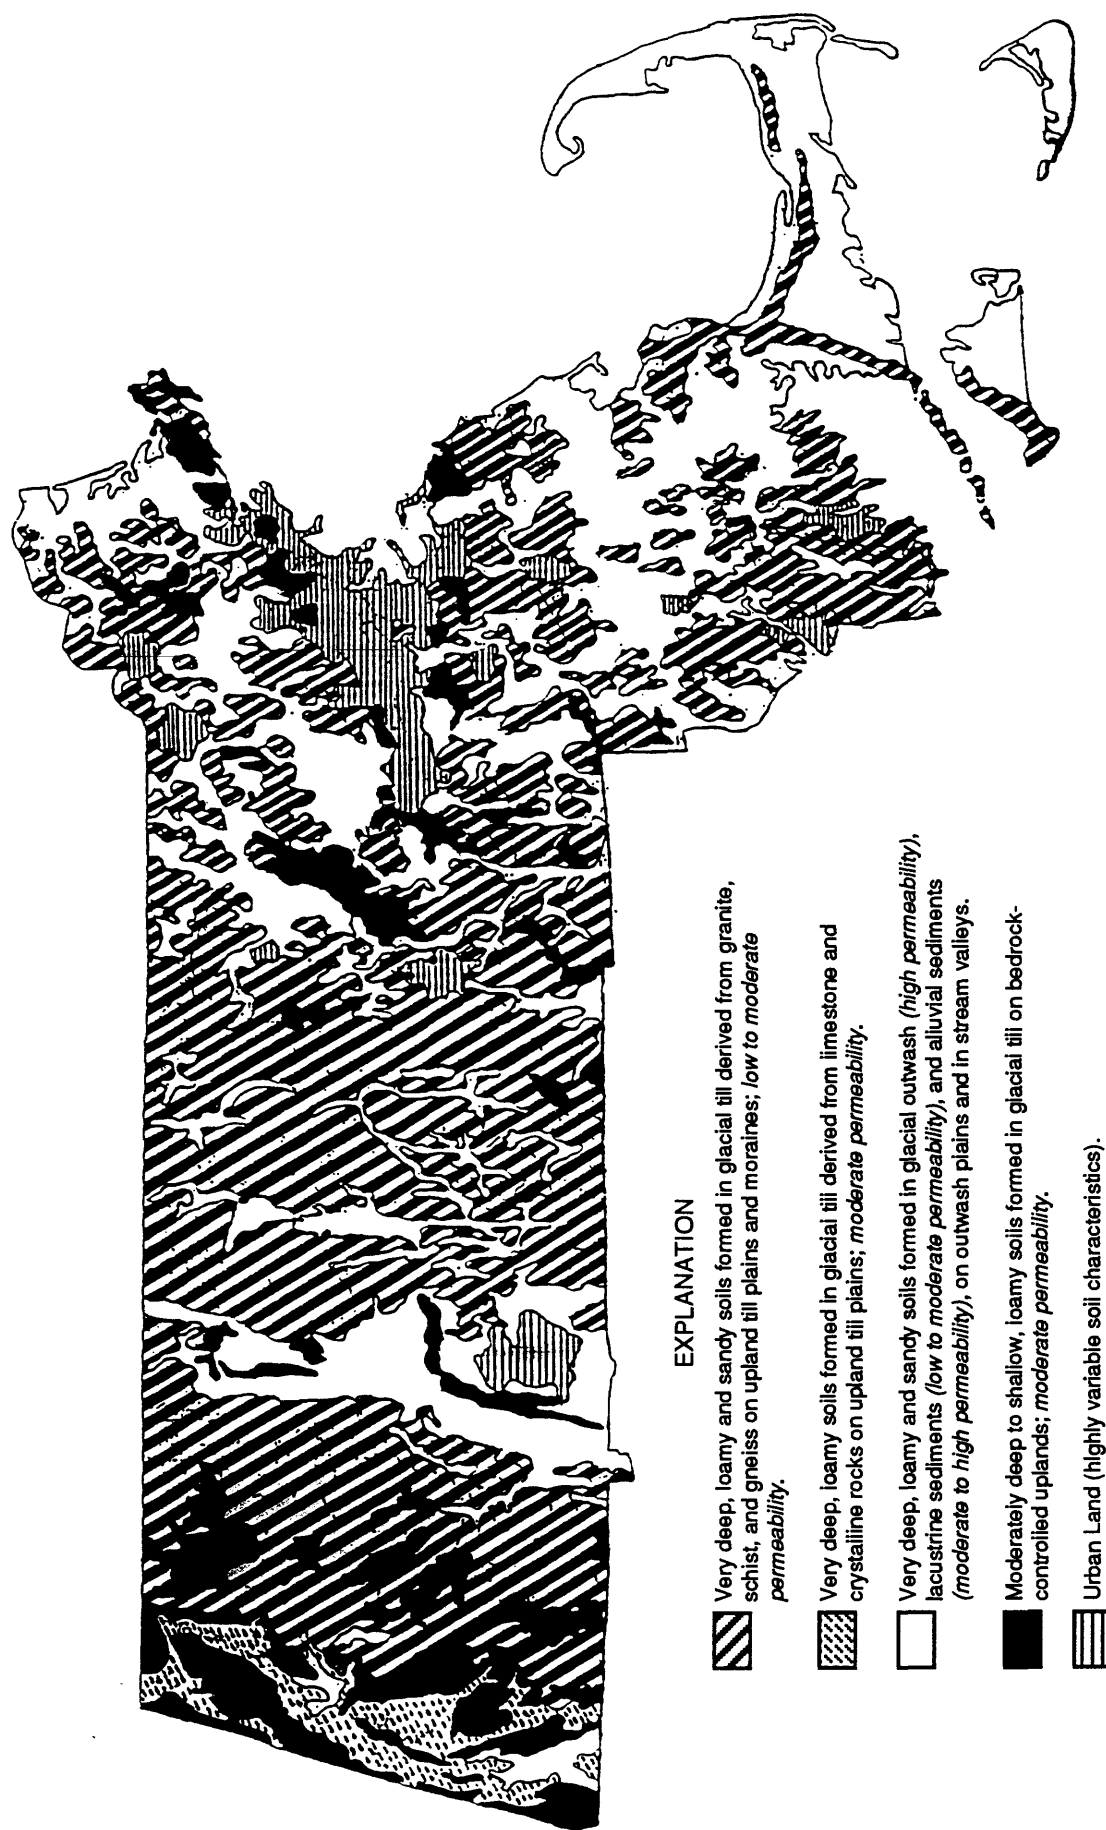 EXPLANATION
Very deep, loamy and sandy soils formed in glacial till derived from granite,
schist, and gneiss on upland till plains and moraines; low to moderate
permeability.
Very deep, loamy soils formed in glacial till derived from limestone and
crystalline rocks on upland till plains; moderate permeability.
Very deep, loamy and sandy soils formed in glacial outwash (high permeability),
lacustrine sediments (low to moderate permeability), and alluvial sediments
(moderate to high permeability), on outwash plains and in stream valleys.
Moderately deep to shallow, loamy soils formed in glacial till on bedrock-
controlled uplands; moderate permeability.
Urban Land (highly variable soil characteristics).